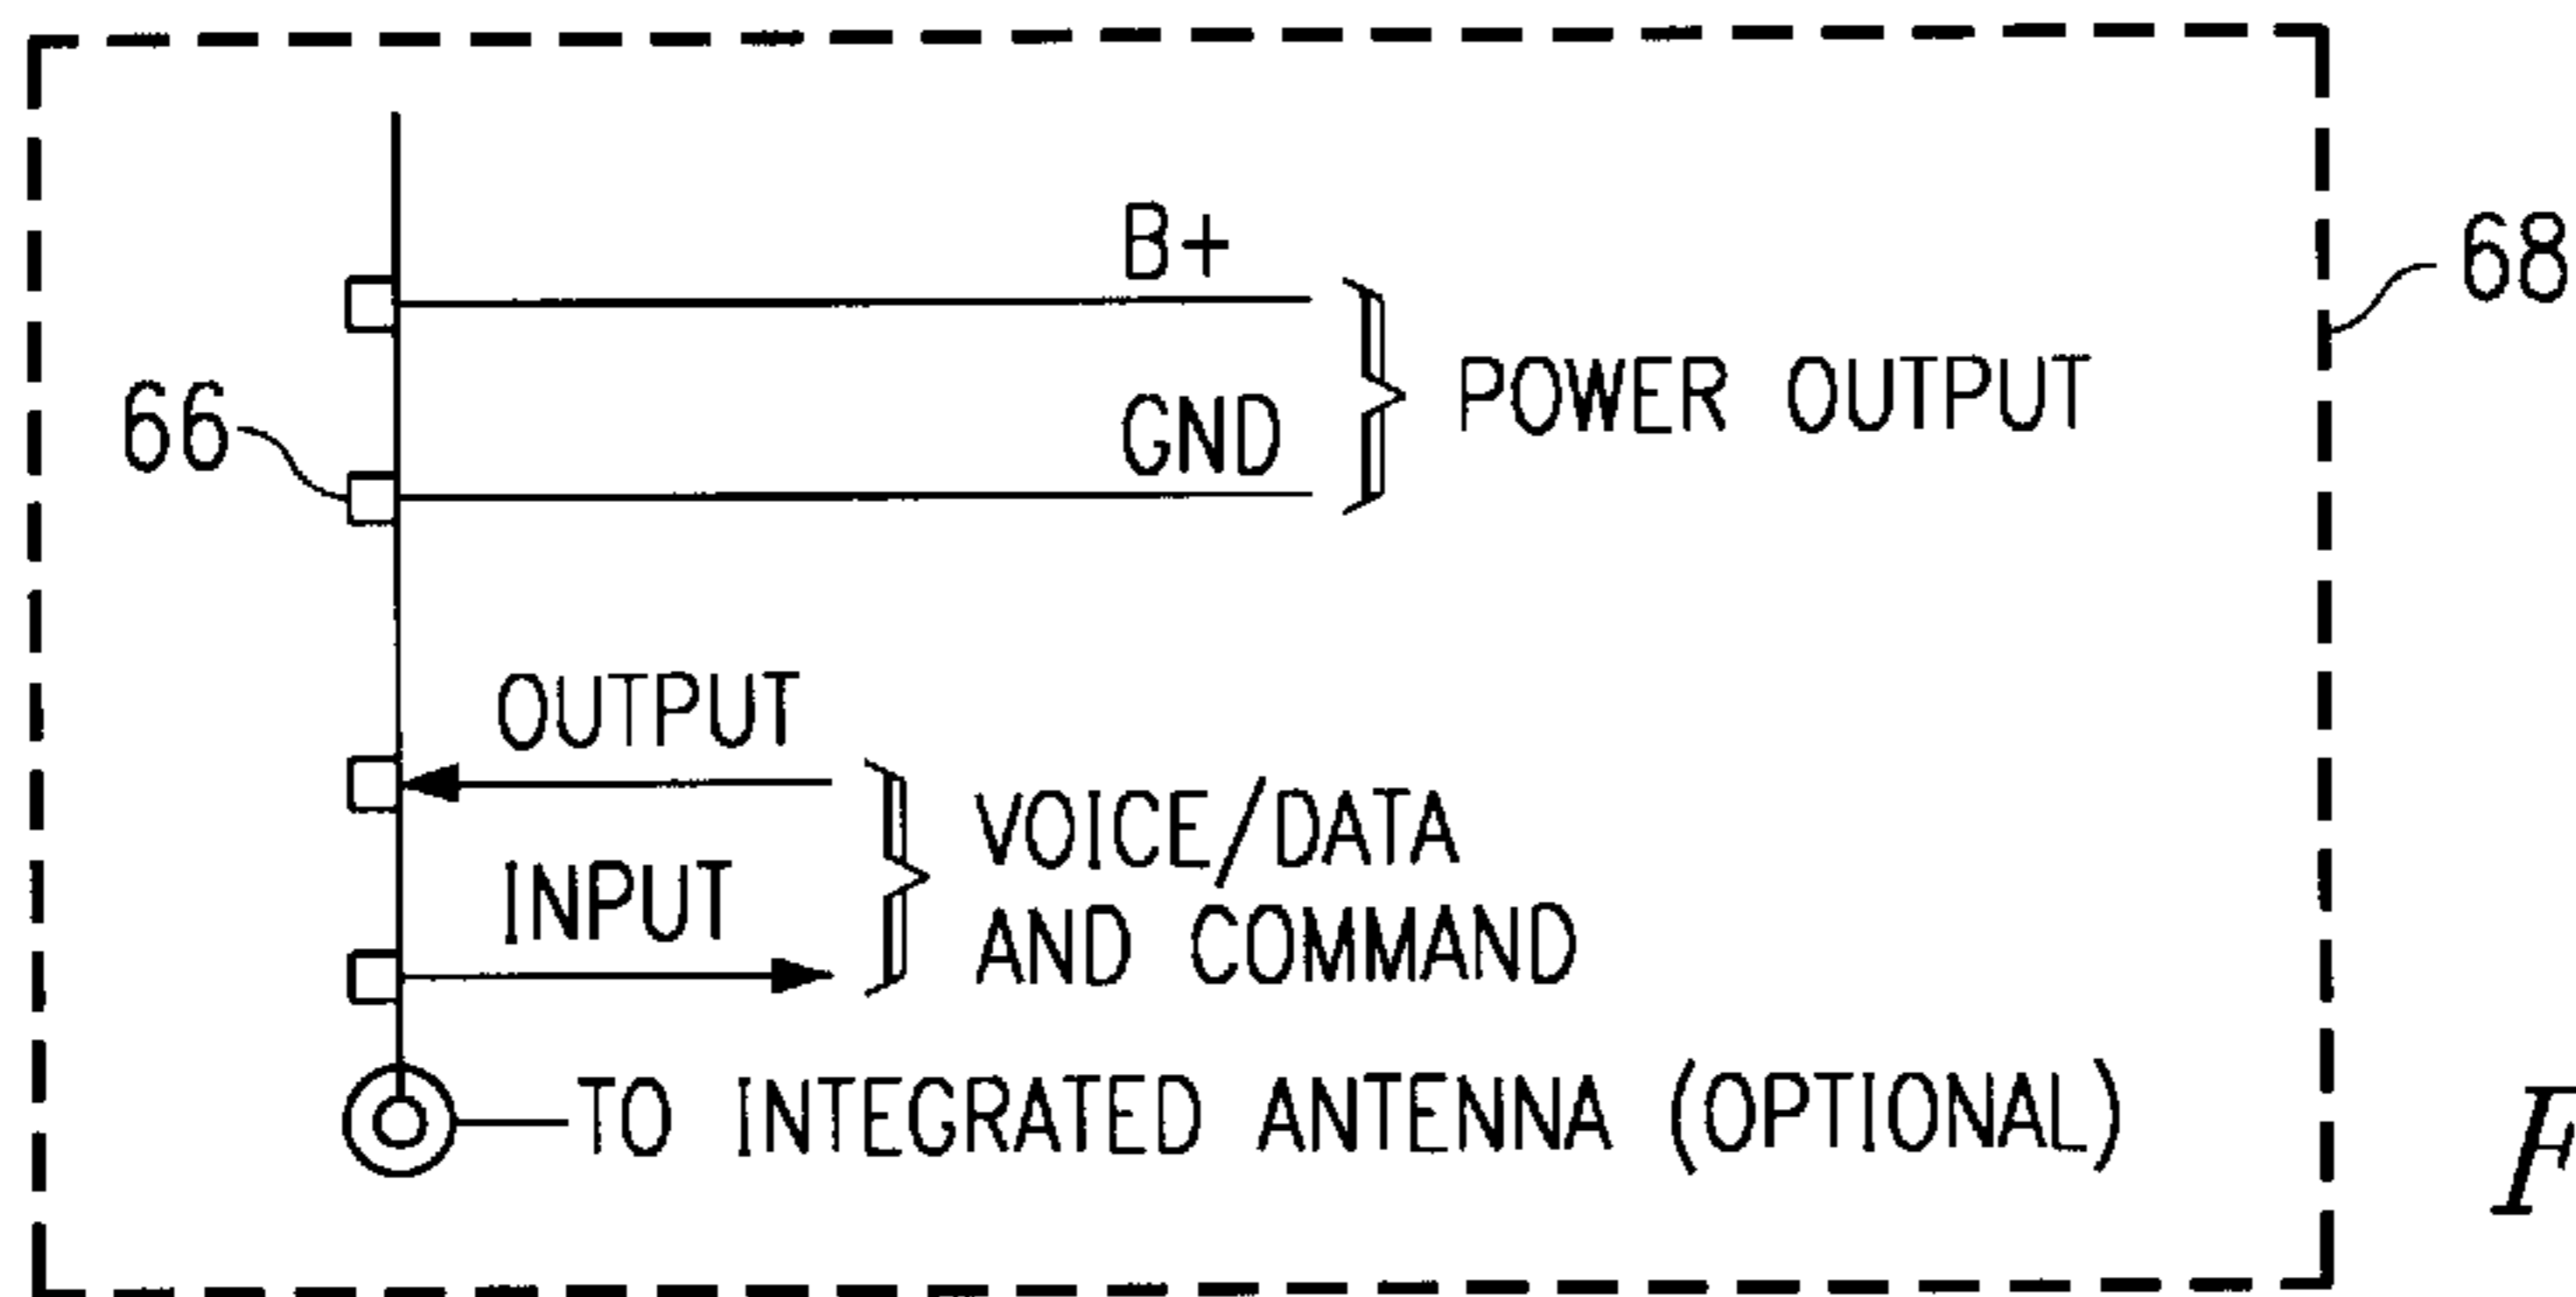 B+
68
GND
POWER OUTPUT
66
OUTPUT
VOICE/DATA
INPUT
AND COMMAND
TO INTEGRATED ANTENNA (OPTIONAL)
F